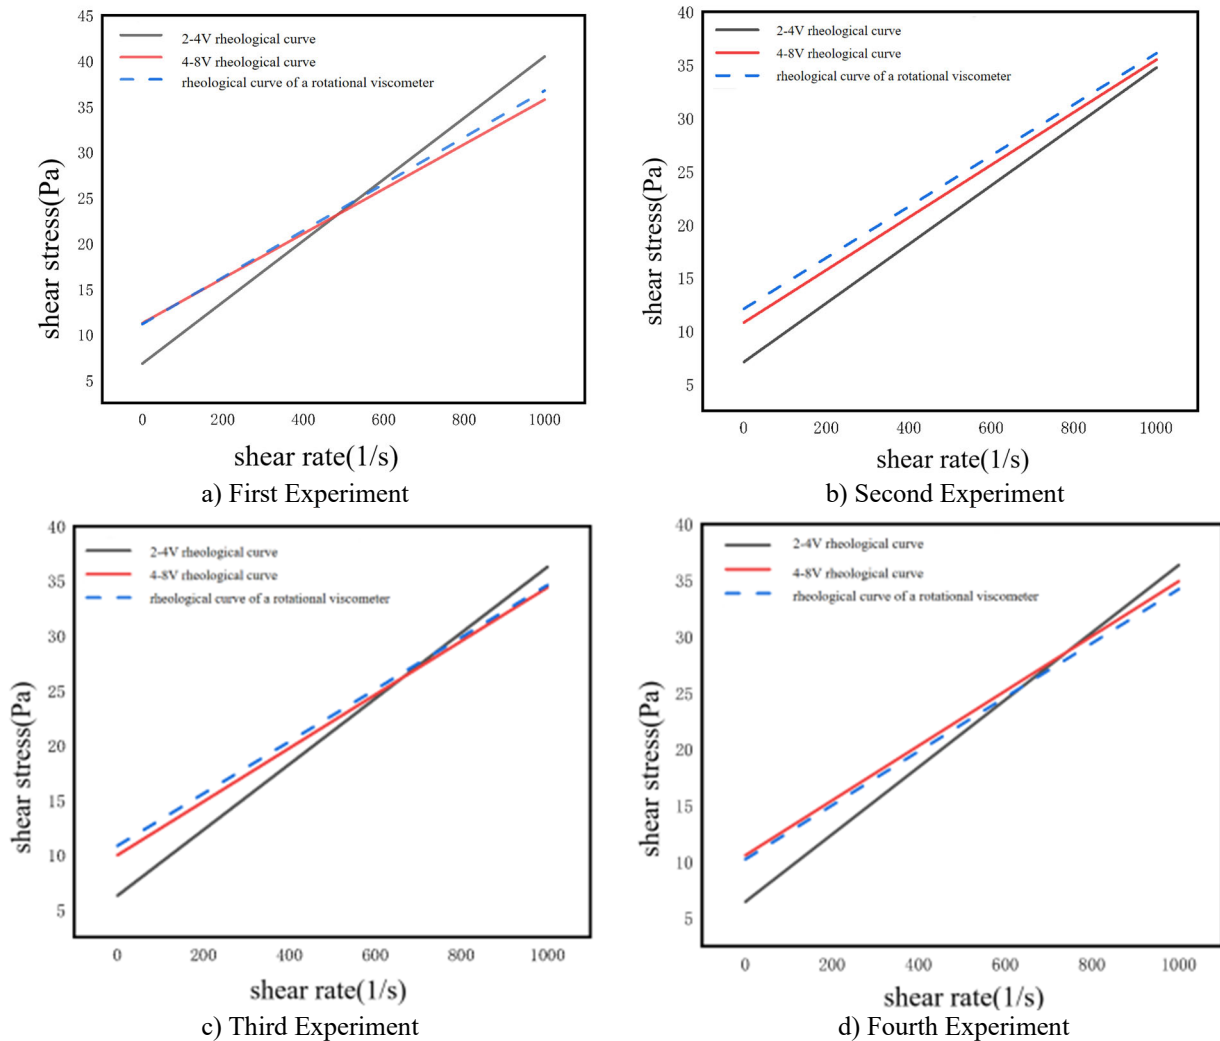 45
40
35
30
25
20
15
10
5
shear stress(Pa)
2-4V rheological curve
4-8V rheological curve
rheological curve of a rotational viscometer
0 200 400 600 800 1000
shear rate(1/s)
a) First Experiment
40
35
30
25
20
15
10
5
shear stress(Pa)
2-4V rheological curve
4-8V rheological curve
rheological curve of a rotational viscometer
0 200 400 600 800 1000
shear rate(1/s)
b) Second Experiment
40
35
30
25
20
15
10
5
shear stress(Pa)
2-4V rheological curve
4-8V rheological curve
rheological curve of a rotational viscometer
0 200 400 600 800 1000
shear rate(1/s)
c) Third Experiment
40
35
30
25
20
15
10
5
shear stress(Pa)
2-4V rheological curve
4-8V rheological curve
rheological curve of a rotational viscometer
0 200 400 600 800 1000
shear rate(1/s)
d) Fourth Experiment